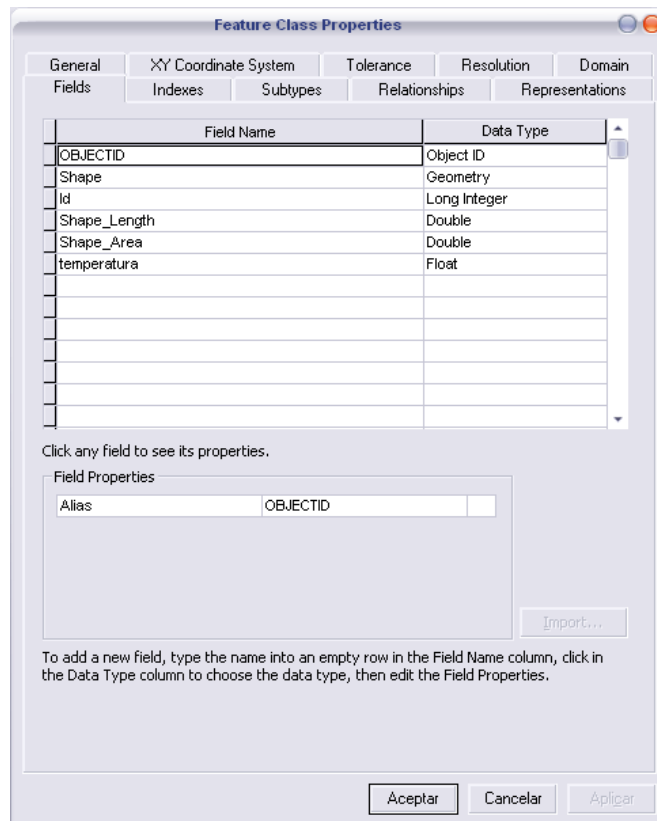 Feature Class Properties
General XY Coordinate System Tolerance Resolution Domain
Fields Indexes Subtypes Relationships Representations
Field Name Data Type
OBJECTID Object ID
Shape Geometry
Id Long Integer
Shape_Length Double
Shape_Area Double
temperatura Float
Click any field to see its properties.
Field Properties
Alias OBJECTID
Import...
To add a new field, type the name into an empty row in the Field Name column, click in
the Data Type column to choose the data type, then edit the Field Properties.
Aceptar Cancelar Aplicar